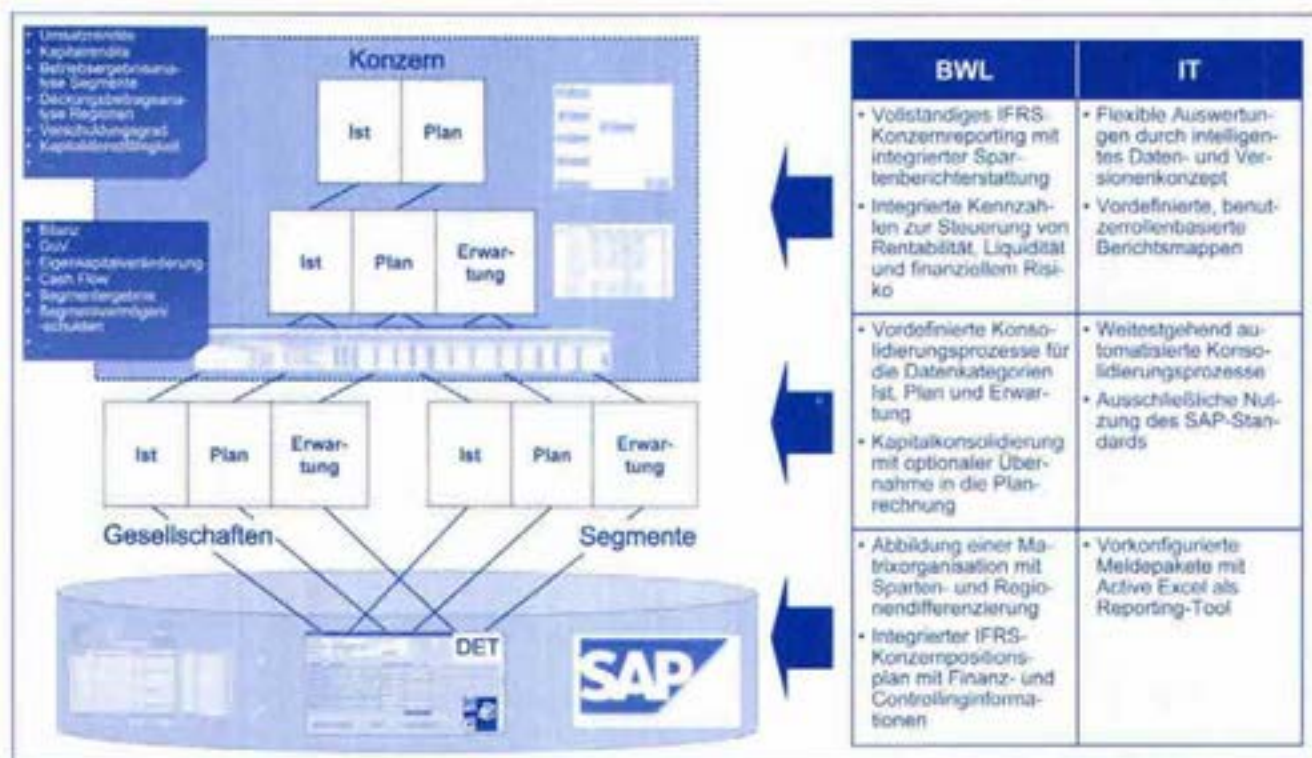 • Umsatzrendite
• Kapitalrendite
• Betriebsergebnisana-
lyse Segmente
• Deckungsbeitragsana-
lyse Regionen
• Verschuldungsgrad
• Kapitaldienstfähigkeit
• ...
Konzern
Ist
Plan
• Bilanz
• GuV
• Eigenkapitalveränderung
• Cash Flow
• Segmentergebnis
• Segmentvermögen/
-schulden
Ist
Plan
Erwar-
tung
Ist
Plan
Erwar-
tung
Ist
Plan
Erwar-
tung
Gesellschaften
Segmente
DET
SAP
BWL
IT
• Vollständiges IFRS-
Konzernreporting mit
integrierter Spar-
tenberichterstattung
• Integrierte Kennzah-
len zur Steuerung von
Rentabilität, Liquidität
und finanziellem Risi-
ko
• Flexible Auswertun-
gen durch intelligen-
tes Daten- und Ver-
sionenkonzept
• Vordefinierte, benut-
zerrollenbasierte
Berichtsmappen
• Vordefinierte Konso-
lidierungsprozesse für
die Datenkategorien
Ist, Plan und Erwar-
tung
• Kapitalkonsolidierung
mit optionaler Über-
nahme in die Plan-
rechnung
• Weitestgehend au-
tomatisierte Konso-
lidierungsprozesse
• Ausschließliche Nut-
zung des SAP-Stan-
dards
• Abbildung einer Ma-
trixorganisation mit
Sparten- und Regio-
nendifferenzierung
• Integrierter IFRS-
Konzernpositions-
plan mit Finanz- und
Controllinginforma-
tionen
• Vorkonfigurierte
Meldepakete mit
Active Excel als
Reporting-Tool